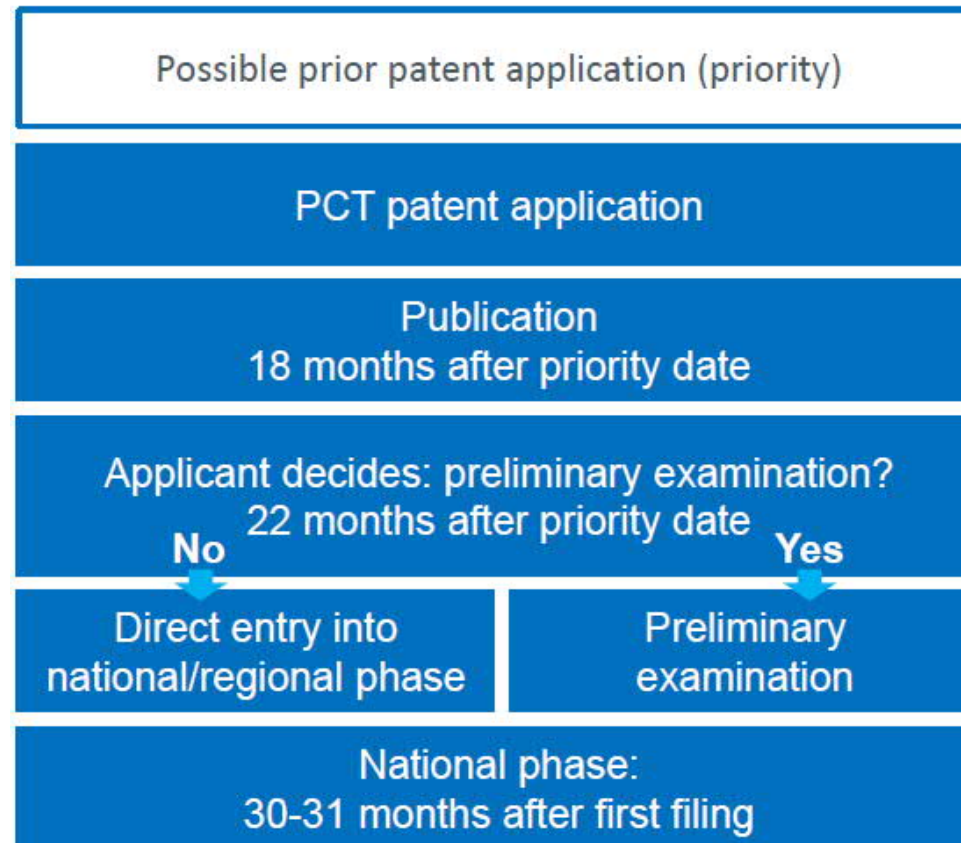 Possible prior patent application (priority)
PCT patent application
Publication
18 months after priority date
Applicant decides: preliminary examination?
22 months after priority date
No
Yes
Direct entry into
national/regional phase
Preliminary
examination
National phase:
30-31 months after first filing